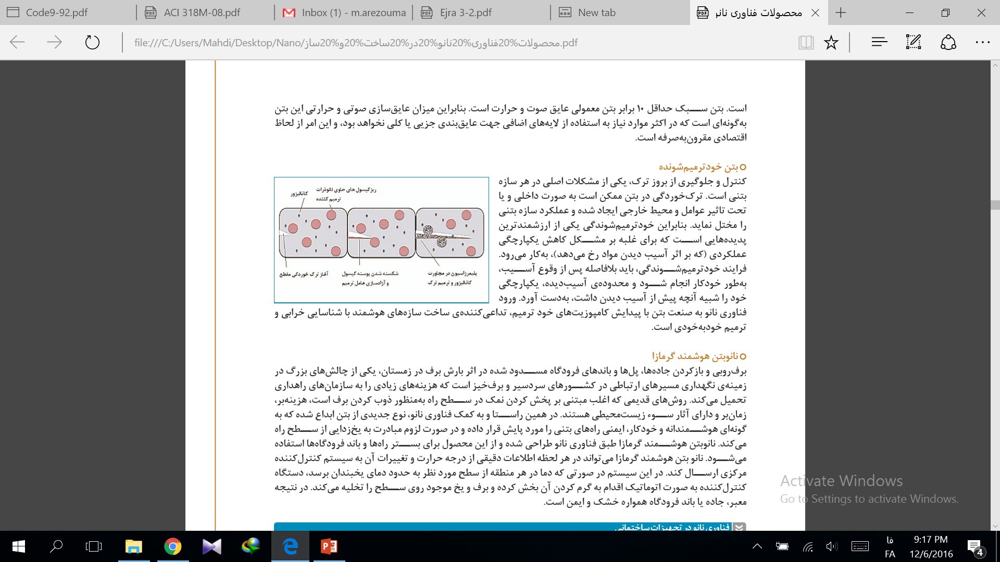 Code9-92.pdf
ACI 318M-08.pdf
Inbox (1) - m.arezouma
Ejra 3-2.pdf
New tab
محصولات فناوری نانو
file:///C:/Users/Mahdi/Desktop/Nano/محصولات%20فناوری%20نانو%20در%20ساخت%20و%20ساز.pdf
است. بتن سبک حداقل ۱۰ برابر بتن معمولی عایق صوت و حرارت است. بنابراین میزان عایق‌سازی صوتی و حرارتی این بتن
به‌گونه‌ای است که در اکثر موارد نیاز به استفاده از لایه‌های اضافی جهت عایق‌بندی جزیی یا کلی نخواهد بود، و این امر از لحاظ
اقتصادی مقرون‌به‌صرفه است.
بتن خودترمیم‌شونده
کنترل و جلوگیری از بروز ترک، یکی از مشکلات اصلی در هر سازه
بتنی است. ترک‌خوردگی در بتن ممکن است به صورت داخلی و یا
تحت تاثیر عوامل و محیط خارجی ایجاد شده و عملکرد سازه بتنی
را مختل نماید. بنابراین خودترمیم‌شوندگی یکی از ارزشمندترین
پدیده‌هایی است که برای غلبه بر مشکل کاهش یکپارچگی
عملکردی (که بر اثر آسیب دیدن مواد رخ می‌دهد)، به‌کار می‌رود.
فرایند خودترمیم‌شوندگی، باید بلافاصله پس از وقوع آسیب،
به‌طور خودکار انجام شود و محدوده‌ی آسیب‌دیده، یکپارچگی
خود را شبیه آنچه پیش از آسیب دیدن داشت، به‌دست آورد. ورود
فناوری نانو به صنعت بتن با پیدایش کامپوزیت‌های خود ترمیم، تداعی‌کننده‌ی ساخت سازه‌های هوشمند با شناسایی خرابی و
ترمیم خودبه‌خودی است.
ریزکپسول های حاوی نانوذرات
ترمیم کننده
کاتالیزور
آغاز ترک خوردگی مقطع
شکسته شدن پوسته کپسول
و آزادسازی عامل ترمیم
پلیمرزاسیون در مجاورت
کاتالیزور و ترمیم ترک
نانوبتن هوشمند گرمازا
برف‌روبی و بازکردن جاده‌ها، پل‌ها و باندهای فرودگاه مسدود شده در اثر بارش برف در زمستان، یکی از چالش‌های بزرگ در
زمینه‌ی نگهداری مسیرهای ارتباطی در کشورهای سردسیر و برف‌خیز است که هزینه‌های زیادی را به سازمان‌های راهداری
تحمیل می‌کند. روش‌های قدیمی که اغلب مبتنی بر پخش کردن نمک در سطح راه به‌منظور ذوب کردن برف است، هزینه‌بر،
زمان‌بر و دارای آثار سوء زیست‌محیطی هستند. در همین راستا و به کمک فناوری نانو، نوع جدیدی از بتن ابداع شده که به
گونه‌ای هوشمندانه و خودکار، ایمنی راه‌های بتنی را مورد پایش قرار داده و در صورت لزوم مبادرت به یخ‌زدایی از سطح راه
می‌کند. نانوبتن هوشمند گرمازا طبق فناوری نانو طراحی شده و از این محصول برای بستر راه‌ها و باند فرودگاه‌ها استفاده
می‌شود. نانو بتن هوشمند گرمازا می‌تواند در هر لحظه اطلاعات دقیقی از درجه حرارت و تغییرات آن به سیستم کنترل‌کننده
مرکزی ارسال کند. در این سیستم در صورتی که دما در هر منطقه از سطح مورد نظر به حدود دمای یخبندان برسد، دستگاه
کنترل‌کننده به صورت اتوماتیک اقدام به گرم کردن آن بخش کرده و برف و یخ موجود روی سطح را تخلیه می‌کند. در نتیجه
معبر، جاده یا باند فرودگاه همواره خشک و ایمن است.
فناوری نانو در تجهیزات ساختمانی
Activate Windows
Go to Settings to activate Windows.
فا
FA
9:17 PM
12/6/2016
4